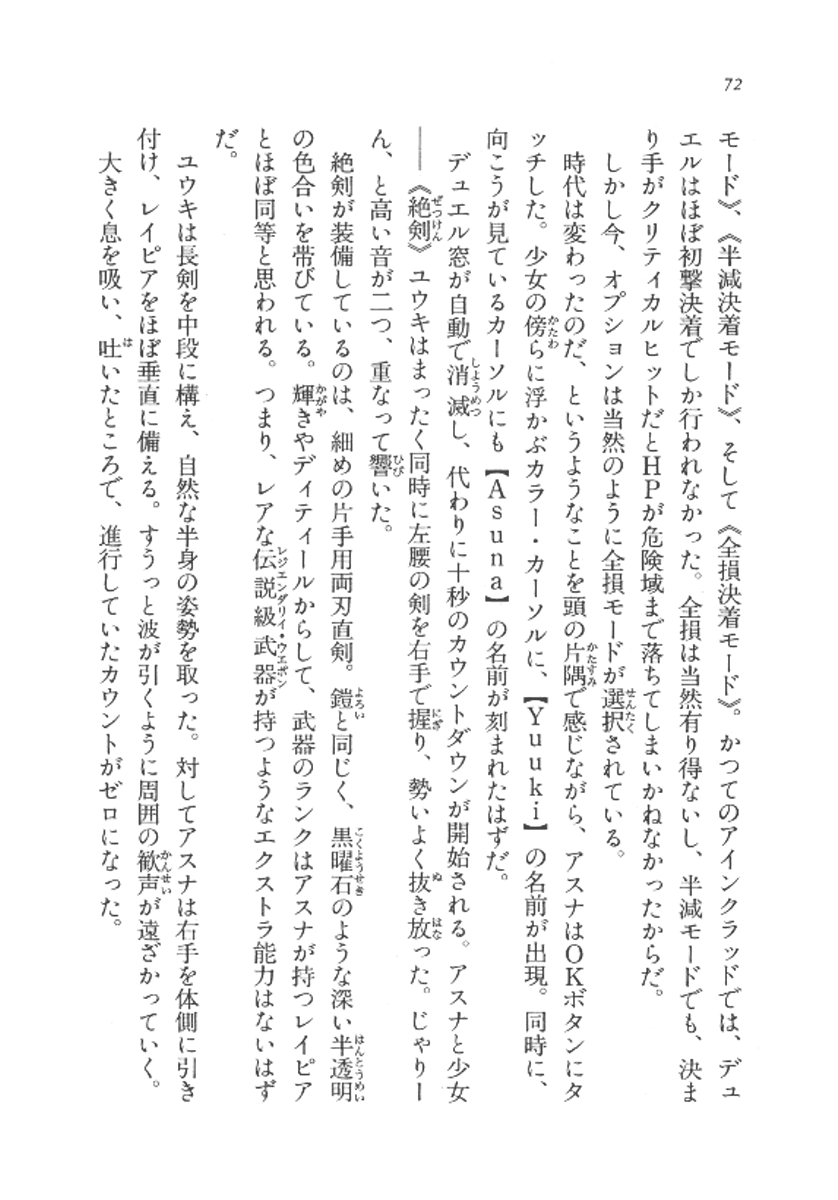 72
モード》、《半減決着モード》、そして《全損決着モード》。かつてのアインクラッドでは、デュ
エルはほぼ初撃決着でしか行われなかった。全損は当然有り得ないし、半減モードでも、決ま
り手がクリティカルヒットだとHPが危険域まで落ちてしまいかねなかったからだ。
しかし今、オプションは当然のように全損モードが選択されている。
時代は変わったのだ、というようなことを頭の片隅で感じながら、アスナはOKボタンにタ
ッチした。少女の傍らに浮かぶカラー・カーソルに、【Yuuki】の名前が出現。同時に、
向こうが見ているカーソルにも【Asuna】の名前が刻まれたはずだ。
デュエル窓が自動で消滅し、代わりに十秒のカウントダウンが開始される。アスナと少女
――《絶剣》ユウキはまったく同時に左腰の剣を右手で握り、勢いよく抜き放った。じゃりー
ん、と高い音が二つ、重なって響いた。
絶剣が装備しているのは、細めの片手用両刃直剣。鎧と同じく、黒曜石のような深い半透明
の色合いを帯びている。輝きやディティールからして、武器のランクはアスナが持つレイピア
とほぼ同等と思われる。つまり、レアな伝説級武器が持つようなエクストラ能力はないはず
だ。
ユウキは長剣を中段に構え、自然な半身の姿勢を取った。対してアスナは右手を体側に引き
付け、レイピアをほぼ垂直に備える。すうっと波が引くように周囲の歓声が遠ざかっていく。
大きく息を吸い、吐いたところで、進行していたカウントがゼロになった。